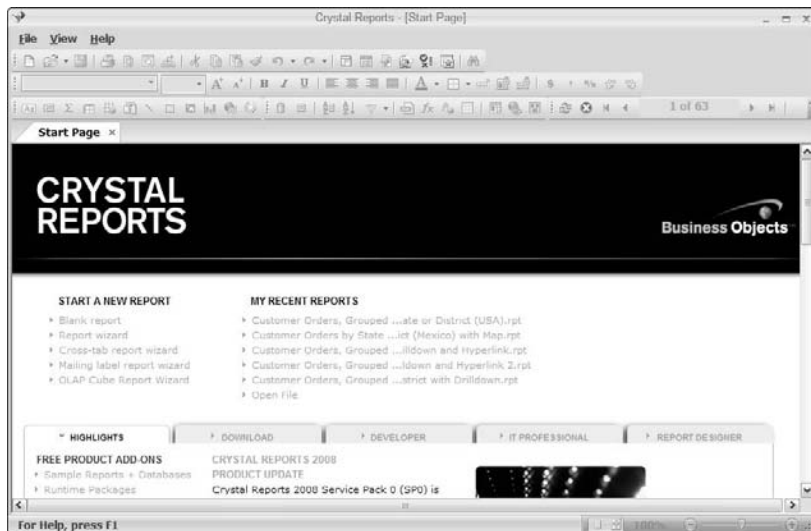 Crystal Reports - [Start Page]
File View Help
B I U
1 of 63
Start Page ×
CRYSTAL
REPORTS
Business Objects
START A NEW REPORT
Blank report
Report wizard
Cross-tab report wizard
Mailing label report wizard
OLAP Cube Report Wizard
MY RECENT REPORTS
Customer Orders, Grouped ...ate or District (USA).rpt
Customer Orders by State ...ict (Mexico) with Map.rpt
Customer Orders, Grouped ...illdown and Hyperlink.rpt
Customer Orders, Grouped ...ldown and Hyperlink 2.rpt
Customer Orders, Grouped ...strict with Drilldown.rpt
Open File
HIGHLIGHTS DOWNLOAD DEVELOPER IT PROFESSIONAL REPORT DESIGNER
FREE PRODUCT ADD-ONS
Sample Reports + Databases
Runtime Packages
CRYSTAL REPORTS 2008
PRODUCT UPDATE
Crystal Reports 2008 Service Pack 0 (SP0) is
For Help, press F1
100%